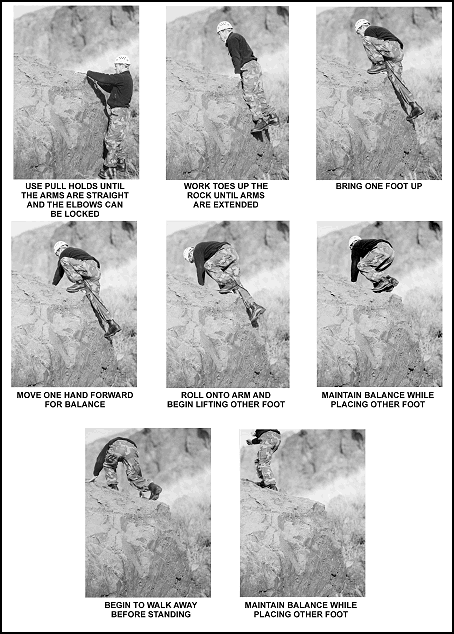 USE PULL HOLDS UNTIL
THE ARMS ARE STRAIGHT
AND THE ELBOWS CAN
BE LOCKED
WORK TOES UP THE
ROCK UNTIL ARMS
ARE EXTENDED
BRING ONE FOOT UP
MOVE ONE HAND FORWARD
FOR BALANCE
ROLL ONTO ARM AND
BEGIN LIFTING OTHER FOOT
MAINTAIN BALANCE WHILE
PLACING OTHER FOOT
BEGIN TO WALK AWAY
BEFORE STANDING
MAINTAIN BALANCE WHILE
PLACING OTHER FOOT